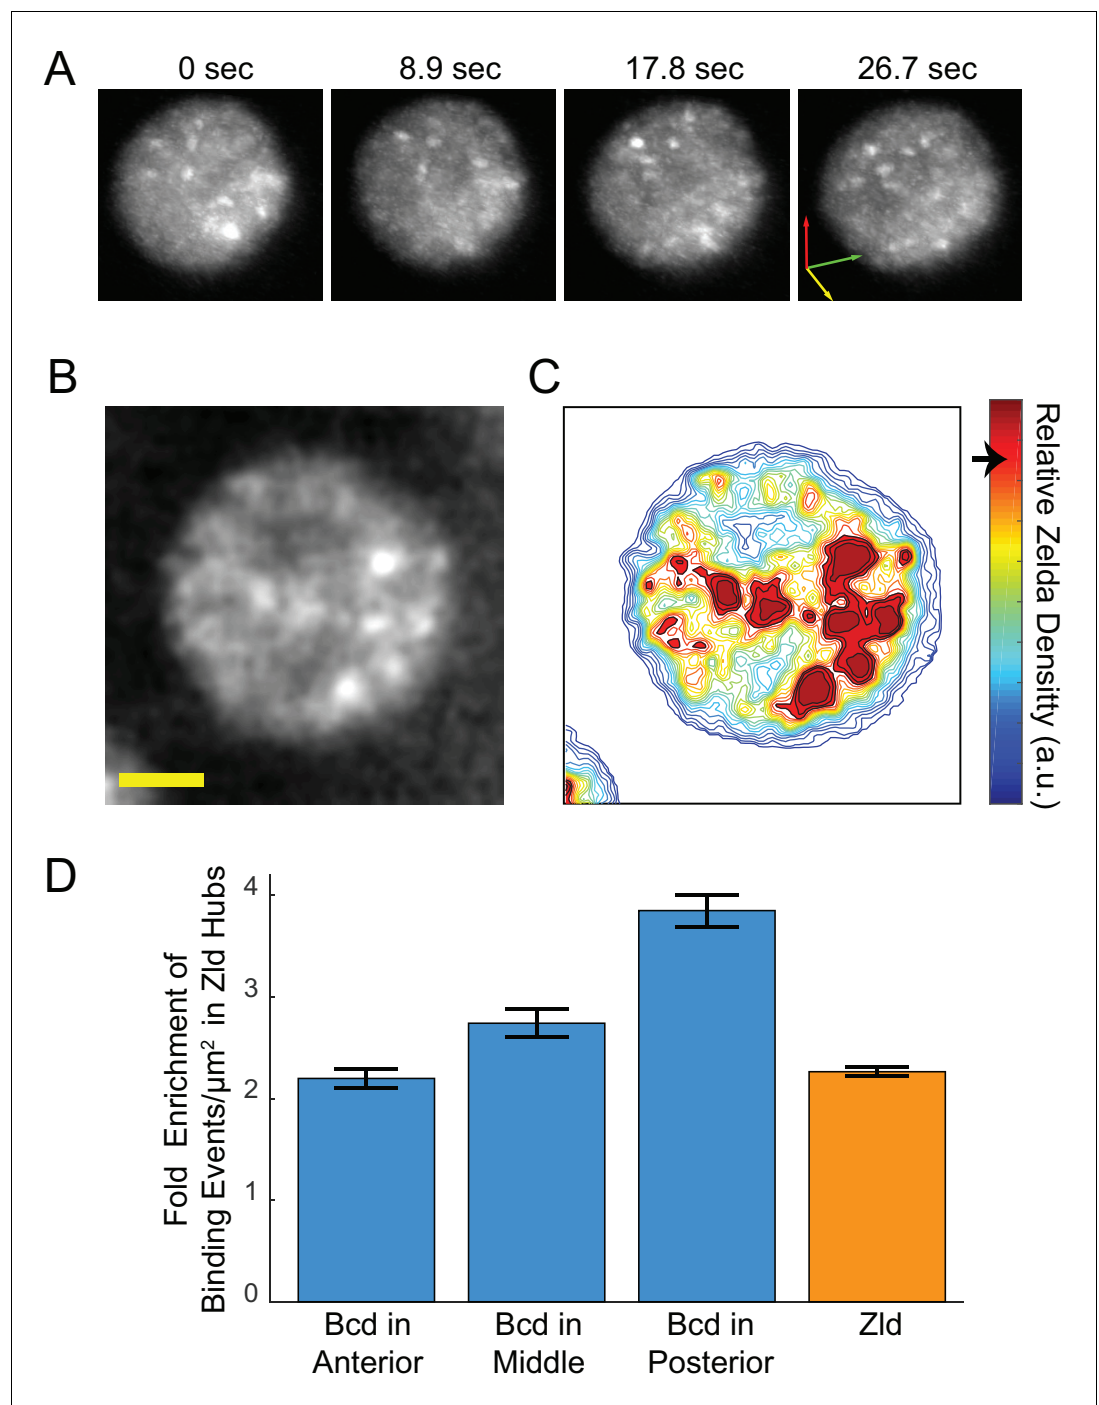 A
0 sec
8.9 sec
17.8 sec
26.7 sec
B
C
Relative Zelda Densitty (a.u.)
D
Fold Enrichment of
Binding Events/μm² in Zld Hubs
4
3
2
1
0
Bcd in
Anterior
Bcd in
Middle
Bcd in
Posterior
Zld